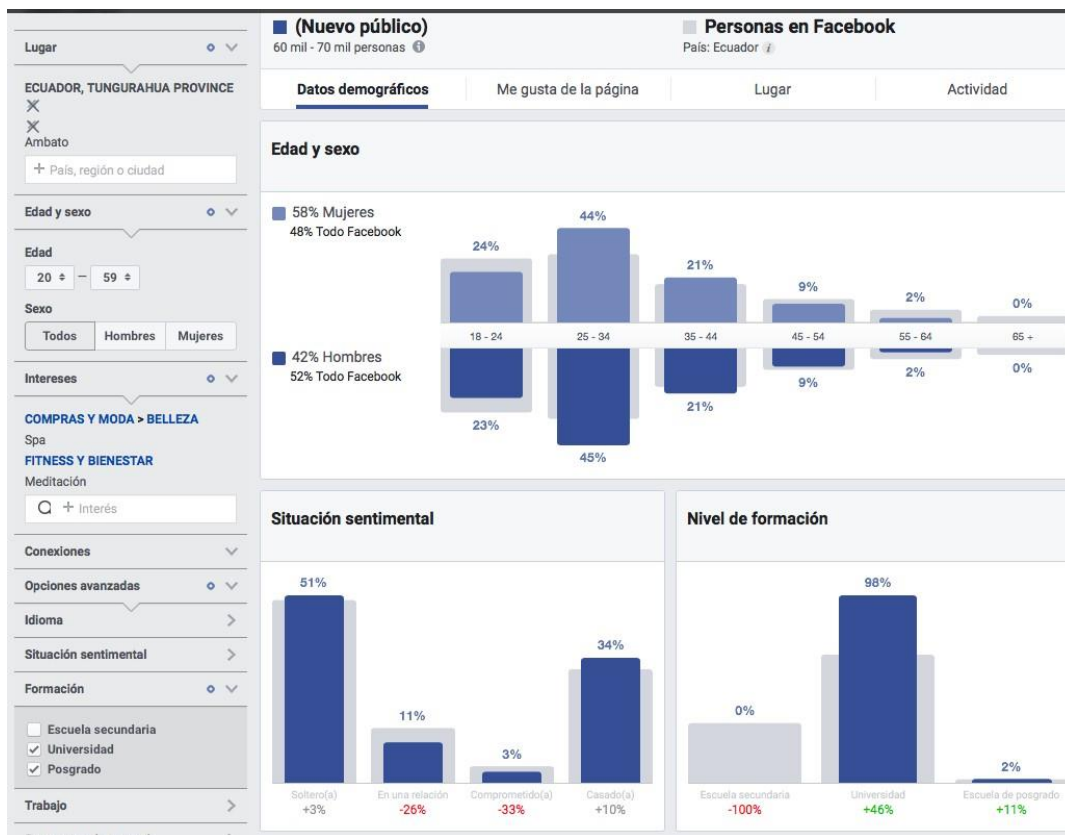 Lugar
ECUADOR, TUNGURAHUA PROVINCE
Ambato
+ País, región o ciudad
Edad y sexo
Edad
20 – 59
Sexo
Todos Hombres Mujeres
Intereses
COMPRAS Y MODA > BELLEZA
Spa
FITNESS Y BIENESTAR
Meditación
+ Interés
Conexiones
Opciones avanzadas
Idioma
Situación sentimental
Formación
Escuela secundaria
Universidad
Posgrado
Trabajo
(Nuevo público) Personas en Facebook
60 mil - 70 mil personas País: Ecuador
Datos demográficos Me gusta de la página Lugar Actividad
Edad y sexo
58% Mujeres
48% Todo Facebook
24% 44% 21% 9% 2% 0%
18 - 24 25 - 34 35 - 44 45 - 54 55 - 64 65 +
42% Hombres
52% Todo Facebook
23% 45% 21% 9% 2% 0%
Situación sentimental
51% 11% 3% 34%
Soltero(a) En una relación Comprometido(a) Casado(a)
+3% -26% -33% +10%
Nivel de formación
0% 98% 2%
Escuela secundaria Universidad Escuela de posgrado
-100% +46% +11%